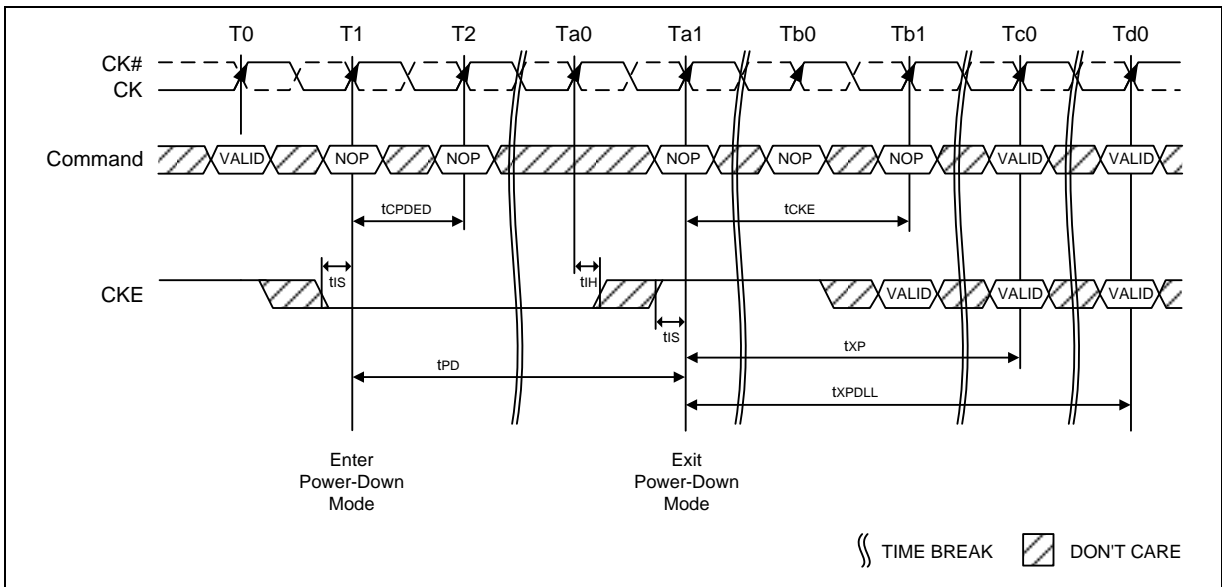 T0 T1 T2 Ta0 Ta1 Tb0 Tb1 Tc0 Td0
CK#
CK
Command VALID NOP NOP NOP NOP NOP VALID VALID
tCPDED tCKE
tIS tIH
CKE VALID VALID VALID
tIS
tXP
tPD
tXPDLL
Enter Exit
Power-Down Power-Down
Mode Mode
TIME BREAK DON'T CARE